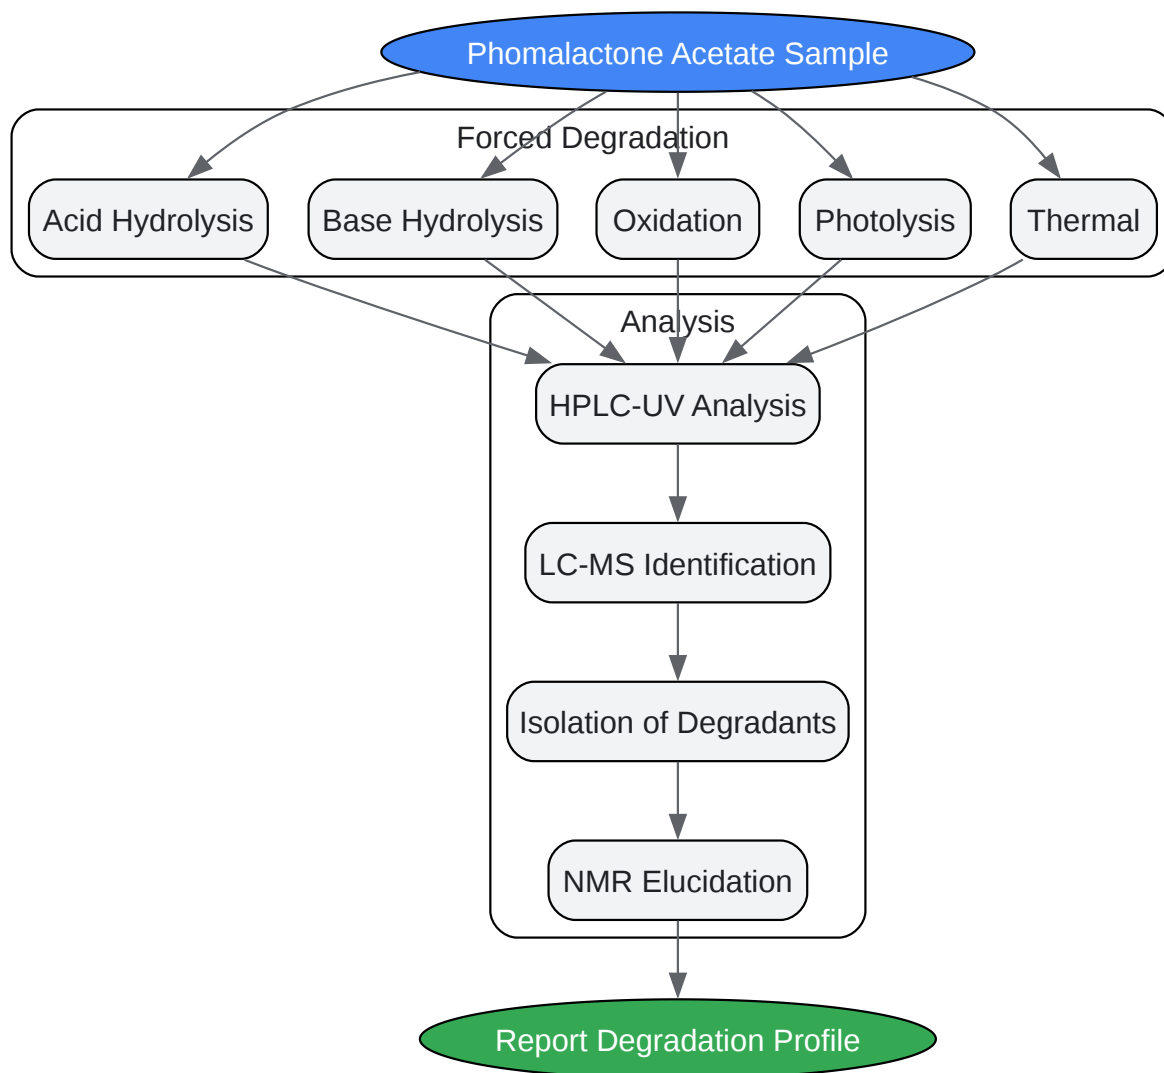 Phomalactone Acetate Sample
Forced Degradation
Acid Hydrolysis
Base Hydrolysis
Oxidation
Photolysis
Thermal
Analysis
HPLC-UV Analysis
LC-MS Identification
Isolation of Degradants
NMR Elucidation
Report Degradation Profile